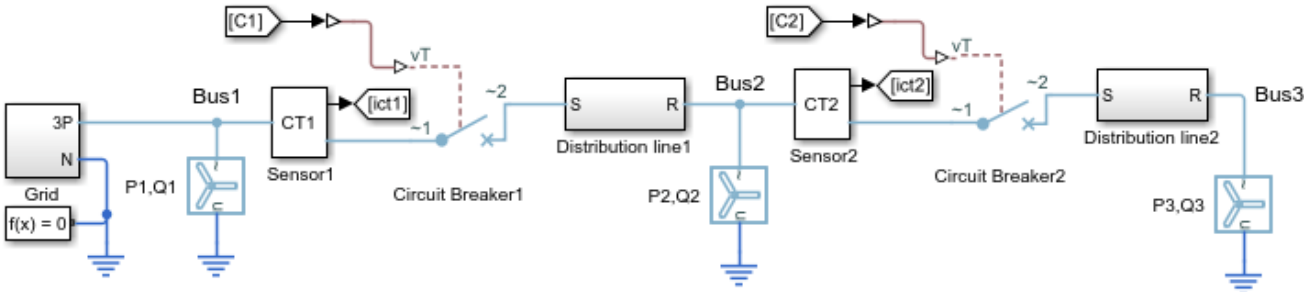 [C1]
[C2]
vT
vT
~2
~2
Bus1
[ict1]
S
R
Bus2
[ict2]
S
R
Bus3
3P
CT1
~1
CT2
~1
Distribution line1
Distribution line2
N
Sensor1
Sensor2
Grid
P1,Q1
~
n
Circuit Breaker1
P2,Q2
~
n
Circuit Breaker2
P3,Q3
~
n
f(x) = 0